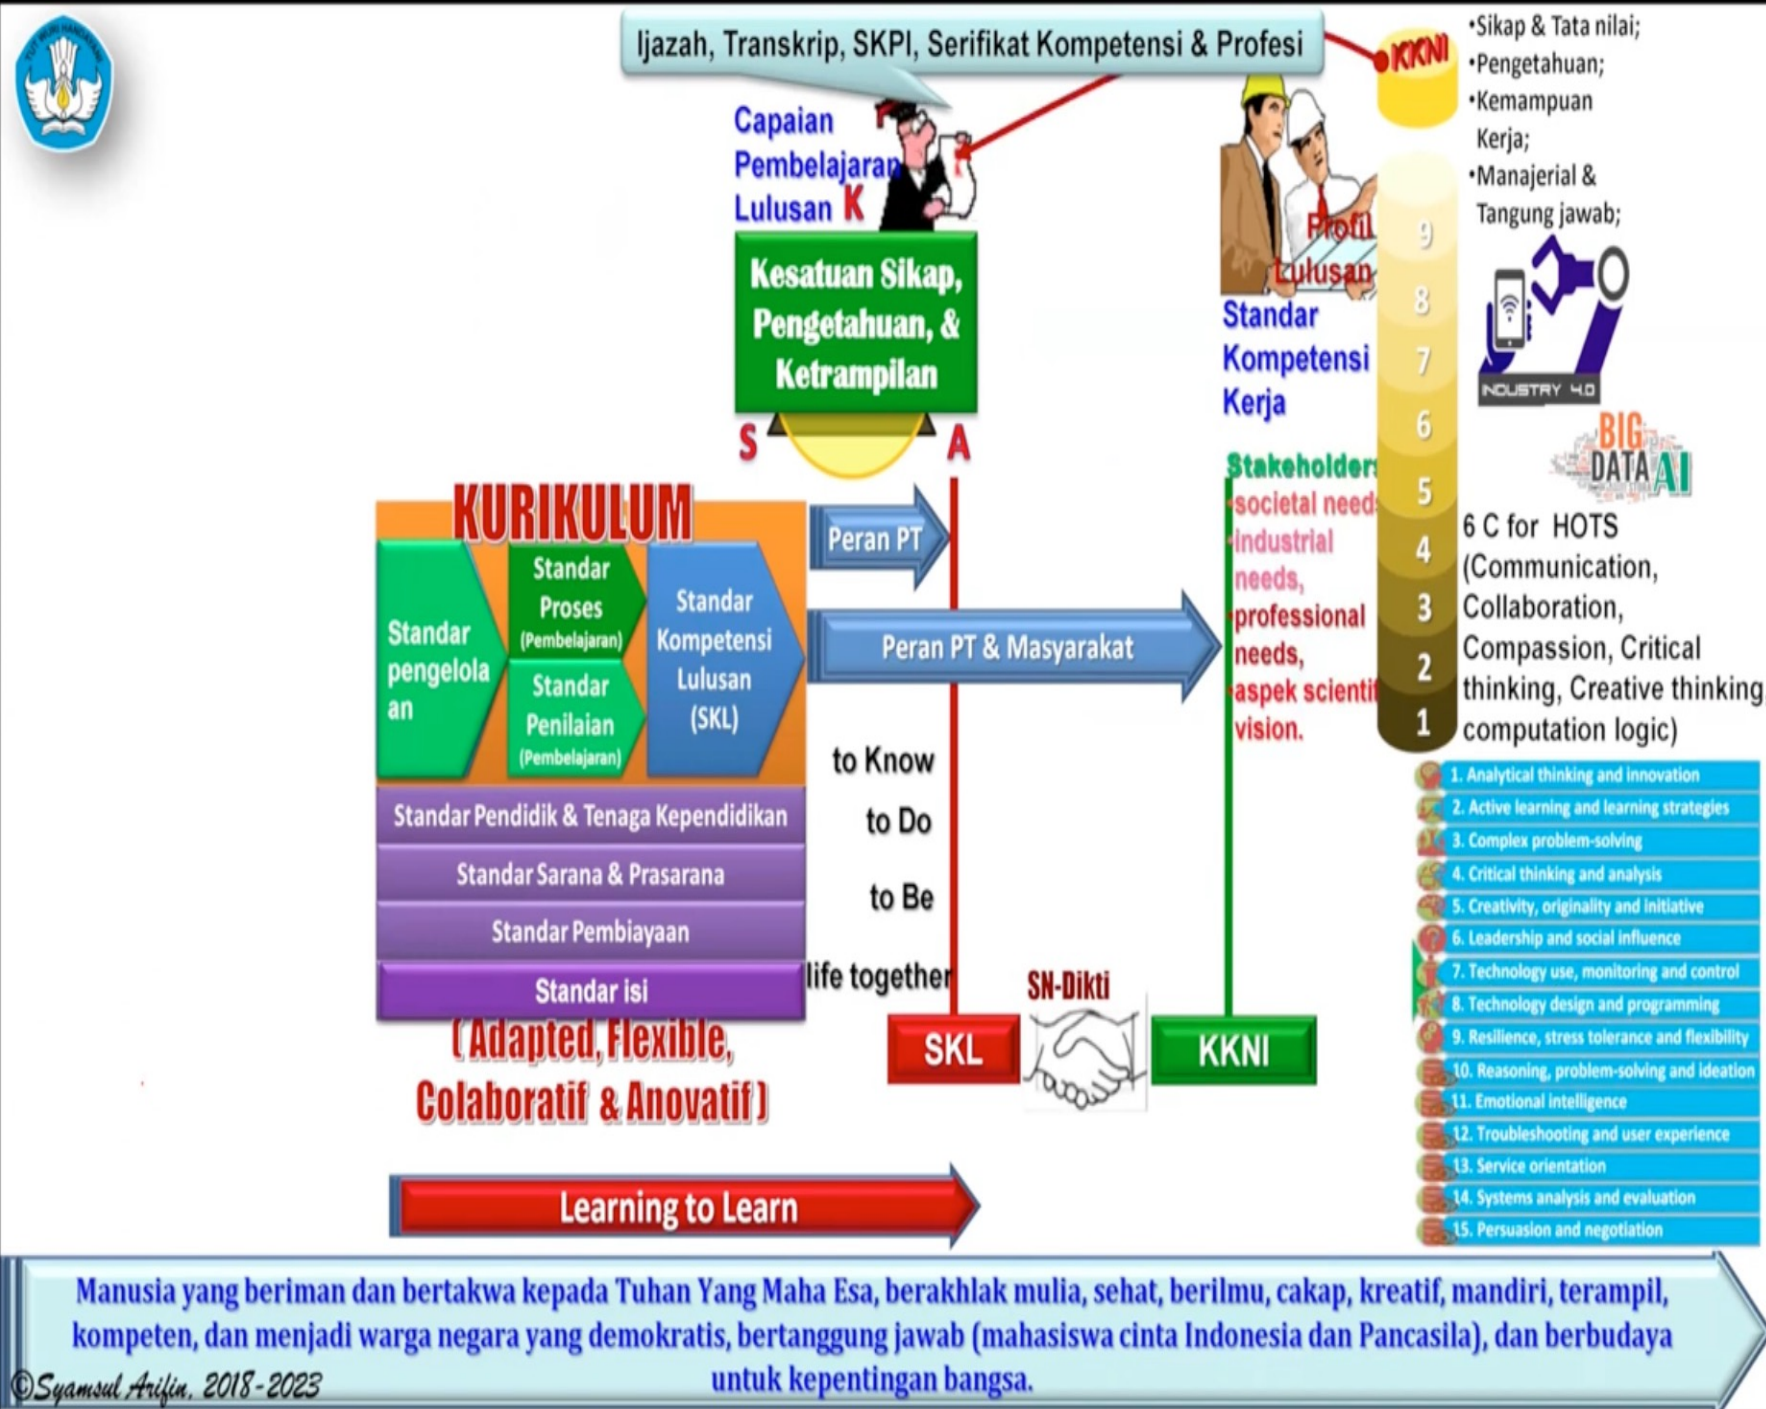 TUT WURI HANDAYANI
Ijazah, Transkrip, SKPI, Serifikat Kompetensi & Profesi
KKNI
•Sikap & Tata nilai;
•Pengetahuan;
•Kemampuan
Kerja;
•Manajerial &
Tangung jawab;
Capaian
Pembelajaran
Lulusan K
Kesatuan Sikap,
Pengetahuan, &
Ketrampilan
S
A
Profil
Lulusan
Standar
Kompetensi
Kerja
Stakeholders
•societal need
•industrial
needs,
•professional
needs,
•aspek scientif
vision.
9
8
7
6
5
4
3
2
1
INDUSTRY 4.0
BIG
DATA AI
6 C for HOTS
(Communication,
Collaboration,
Compassion, Critical
thinking, Creative thinking,
computation logic)
KURIKULUM
Standar
pengelola
an
Standar
Proses
(Pembelajaran)
Standar
Penilaian
(Pembelajaran)
Standar
Kompetensi
Lulusan
(SKL)
Standar Pendidik & Tenaga Kependidikan
Standar Sarana & Prasarana
Standar Pembiayaan
Standar isi
( Adapted, Flexible,
Colaboratif & Anovatif )
Peran PT
Peran PT & Masyarakat
to Know
to Do
to Be
life together
SKL
SN-Dikti
KKNI
1. Analytical thinking and innovation
2. Active learning and learning strategies
3. Complex problem-solving
4. Critical thinking and analysis
5. Creativity, originality and initiative
6. Leadership and social influence
7. Technology use, monitoring and control
8. Technology design and programming
9. Resilience, stress tolerance and flexibility
10. Reasoning, problem-solving and ideation
11. Emotional intelligence
12. Troubleshooting and user experience
13. Service orientation
14. Systems analysis and evaluation
15. Persuasion and negotiation
Learning to Learn
Manusia yang beriman dan bertakwa kepada Tuhan Yang Maha Esa, berakhlak mulia, sehat, berilmu, cakap, kreatif, mandiri, terampil,
kompeten, dan menjadi warga negara yang demokratis, bertanggung jawab (mahasiswa cinta Indonesia dan Pancasila), dan berbudaya
untuk kepentingan bangsa.
©Syamsul Arifin, 2018-2023